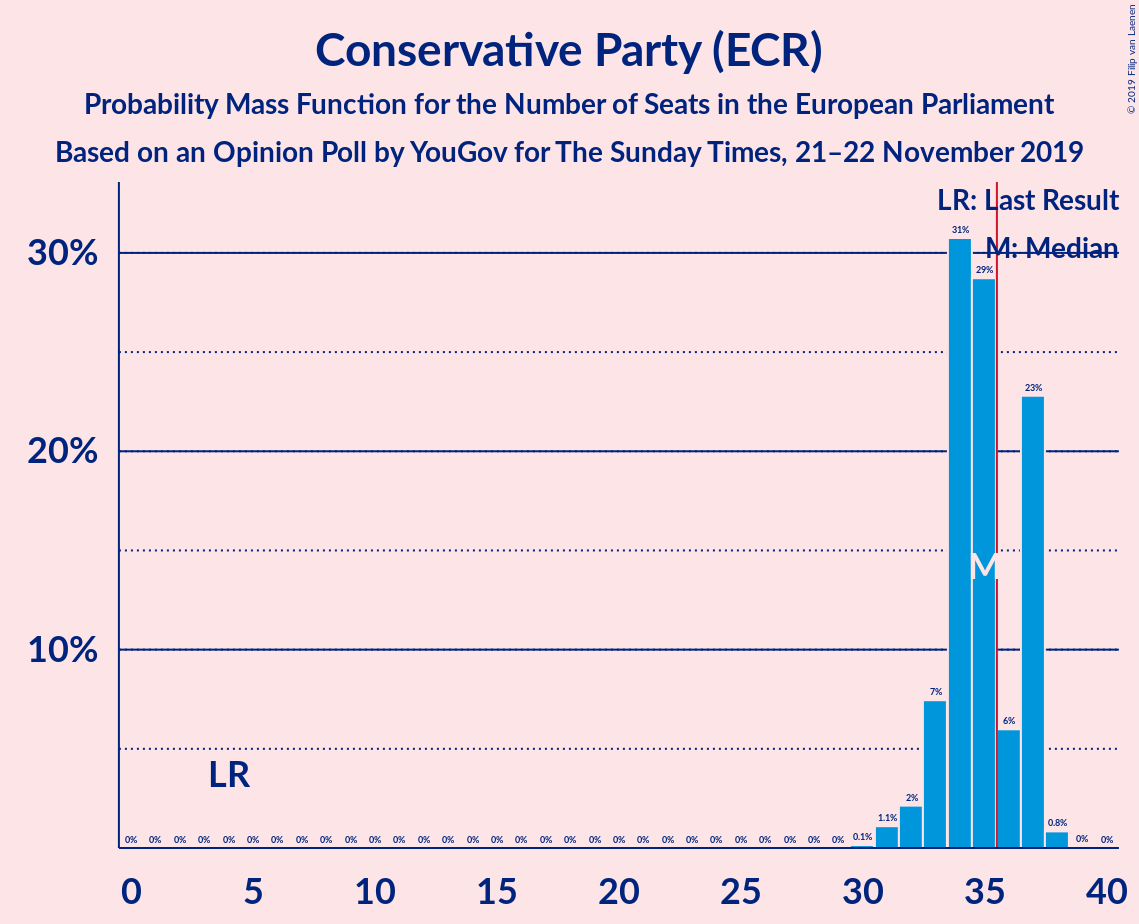 Conservative Party (ECR)
Probability Mass Function for the Number of Seats in the European Parliament
Based on an Opinion Poll by YouGov for The Sunday Times, 21–22 November 2019
© 2019 Filip van Laenen
LR: Last Result
M: Median
30%
20%
10%
31%
29%
23%
M
7%
6%
LR
0% 0% 0% 0% 0% 0% 0% 0% 0% 0% 0% 0% 0% 0% 0% 0% 0% 0% 0% 0% 0% 0% 0% 0% 0% 0% 0% 0% 0% 0% 0.1% 1.1% 2% 0.8% 0% 0%
0 5 10 15 20 25 30 35 40